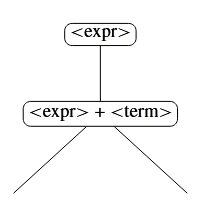 <expr>
<expr> + <term>